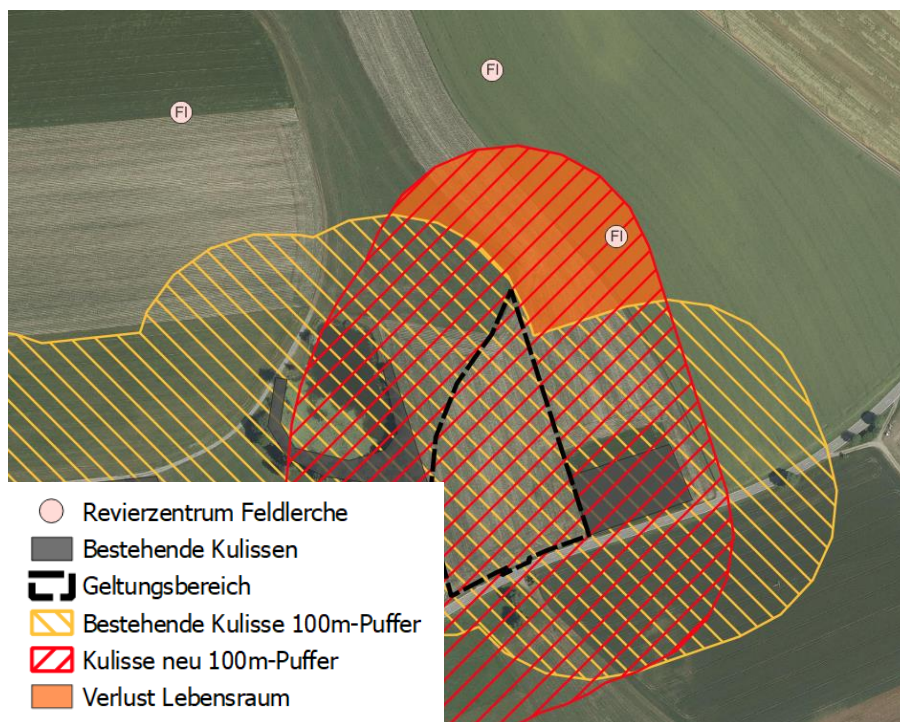 Fl
Fl
Fl
Revierzentrum Feldlerche
Bestehende Kulissen
Geltungsbereich
Bestehende Kulisse 100m-Puffer
Kulisse neu 100m-Puffer
Verlust Lebensraum